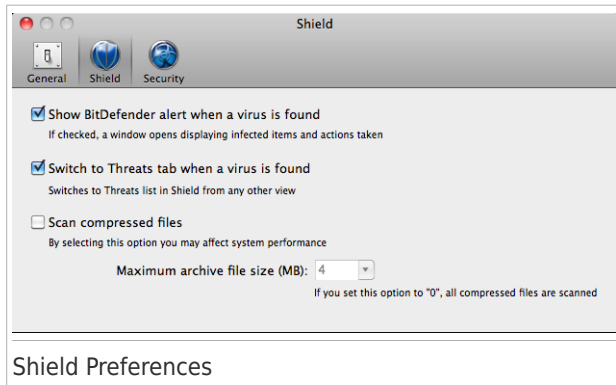 Shield
General Shield Security
Show BitDefender alert when a virus is found
If checked, a window opens displaying infected items and actions taken
Switch to Threats tab when a virus is found
Switches to Threats list in Shield from any other view
Scan compressed files
By selecting this option you may affect system performance
Maximum archive file size (MB): 4
If you set this option to "0", all compressed files are scanned
Shield Preferences